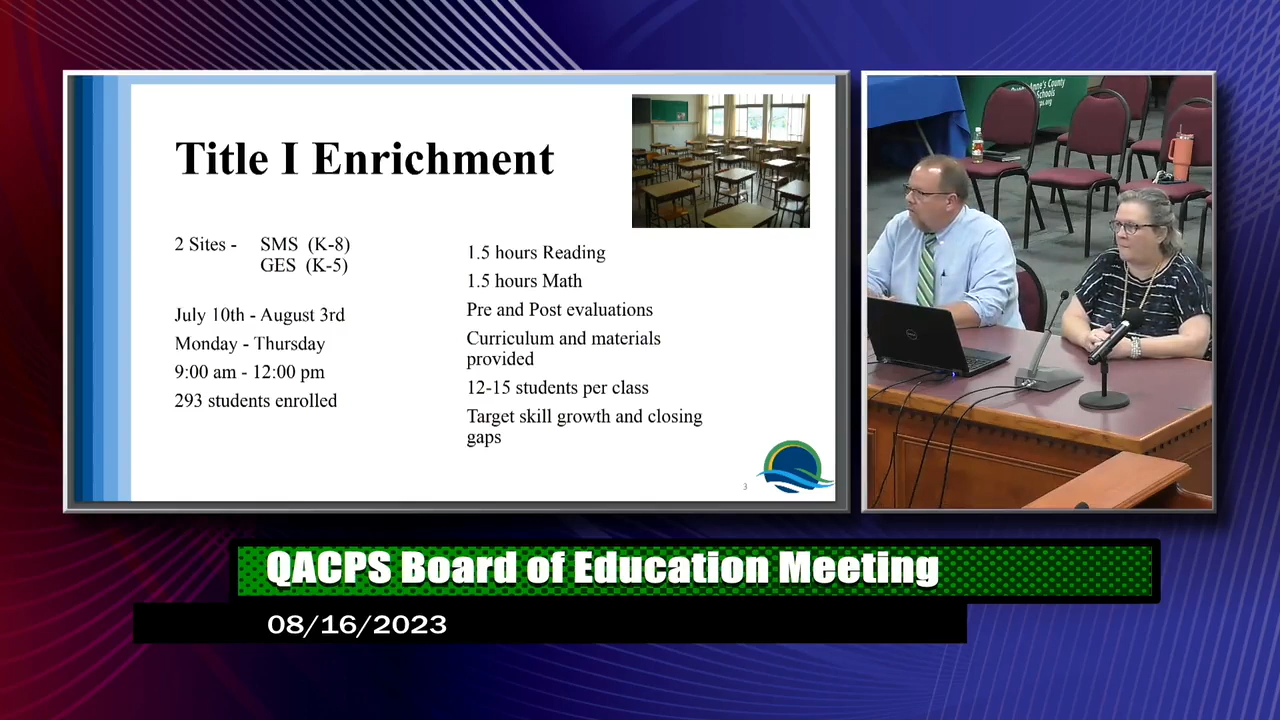 Title I Enrichment
2 Sites - SMS (K-8)
GES (K-5)
July 10th - August 3rd
Monday - Thursday
9:00 am - 12:00 pm
293 students enrolled
1.5 hours Reading
1.5 hours Math
Pre and Post evaluations
Curriculum and materials
provided
12-15 students per class
Target skill growth and closing
gaps
3
Anne's County
Schools
QACPS Board of Education Meeting
08/16/2023